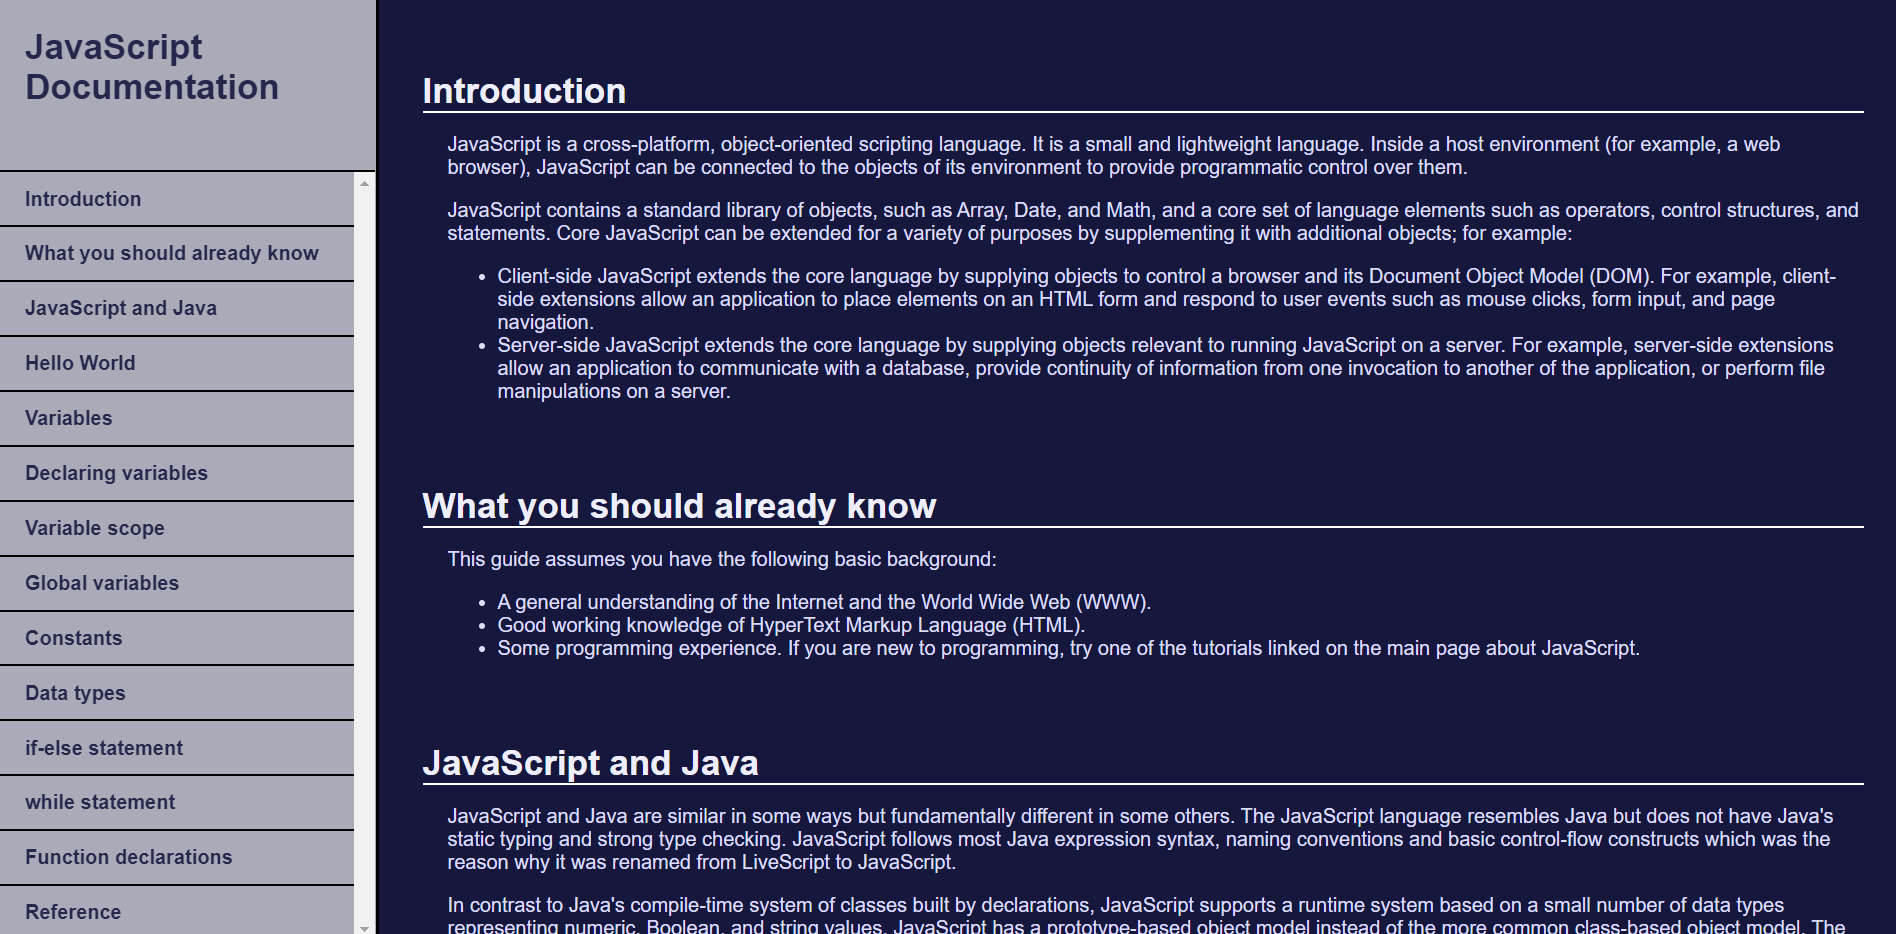 JavaScript
Documentation
Introduction
What you should already know
JavaScript and Java
Hello World
Variables
Declaring variables
Variable scope
Global variables
Constants
Data types
if-else statement
while statement
Function declarations
Reference
Introduction
JavaScript is a cross-platform, object-oriented scripting language. It is a small and lightweight language. Inside a host environment (for example, a web
browser), JavaScript can be connected to the objects of its environment to provide programmatic control over them.
JavaScript contains a standard library of objects, such as Array, Date, and Math, and a core set of language elements such as operators, control structures, and
statements. Core JavaScript can be extended for a variety of purposes by supplementing it with additional objects; for example:
• Client-side JavaScript extends the core language by supplying objects to control a browser and its Document Object Model (DOM). For example, client-
side extensions allow an application to place elements on an HTML form and respond to user events such as mouse clicks, form input, and page
navigation.
• Server-side JavaScript extends the core language by supplying objects relevant to running JavaScript on a server. For example, server-side extensions
allow an application to communicate with a database, provide continuity of information from one invocation to another of the application, or perform file
manipulations on a server.
What you should already know
This guide assumes you have the following basic background:
• A general understanding of the Internet and the World Wide Web (WWW).
• Good working knowledge of HyperText Markup Language (HTML).
• Some programming experience. If you are new to programming, try one of the tutorials linked on the main page about JavaScript.
JavaScript and Java
JavaScript and Java are similar in some ways but fundamentally different in some others. The JavaScript language resembles Java but does not have Java's
static typing and strong type checking. JavaScript follows most Java expression syntax, naming conventions and basic control-flow constructs which was the
reason why it was renamed from LiveScript to JavaScript.
In contrast to Java's compile-time system of classes built by declarations, JavaScript supports a runtime system based on a small number of data types
representing numeric, Boolean, and string values. JavaScript has a prototype-based object model instead of the more common class-based object model. The